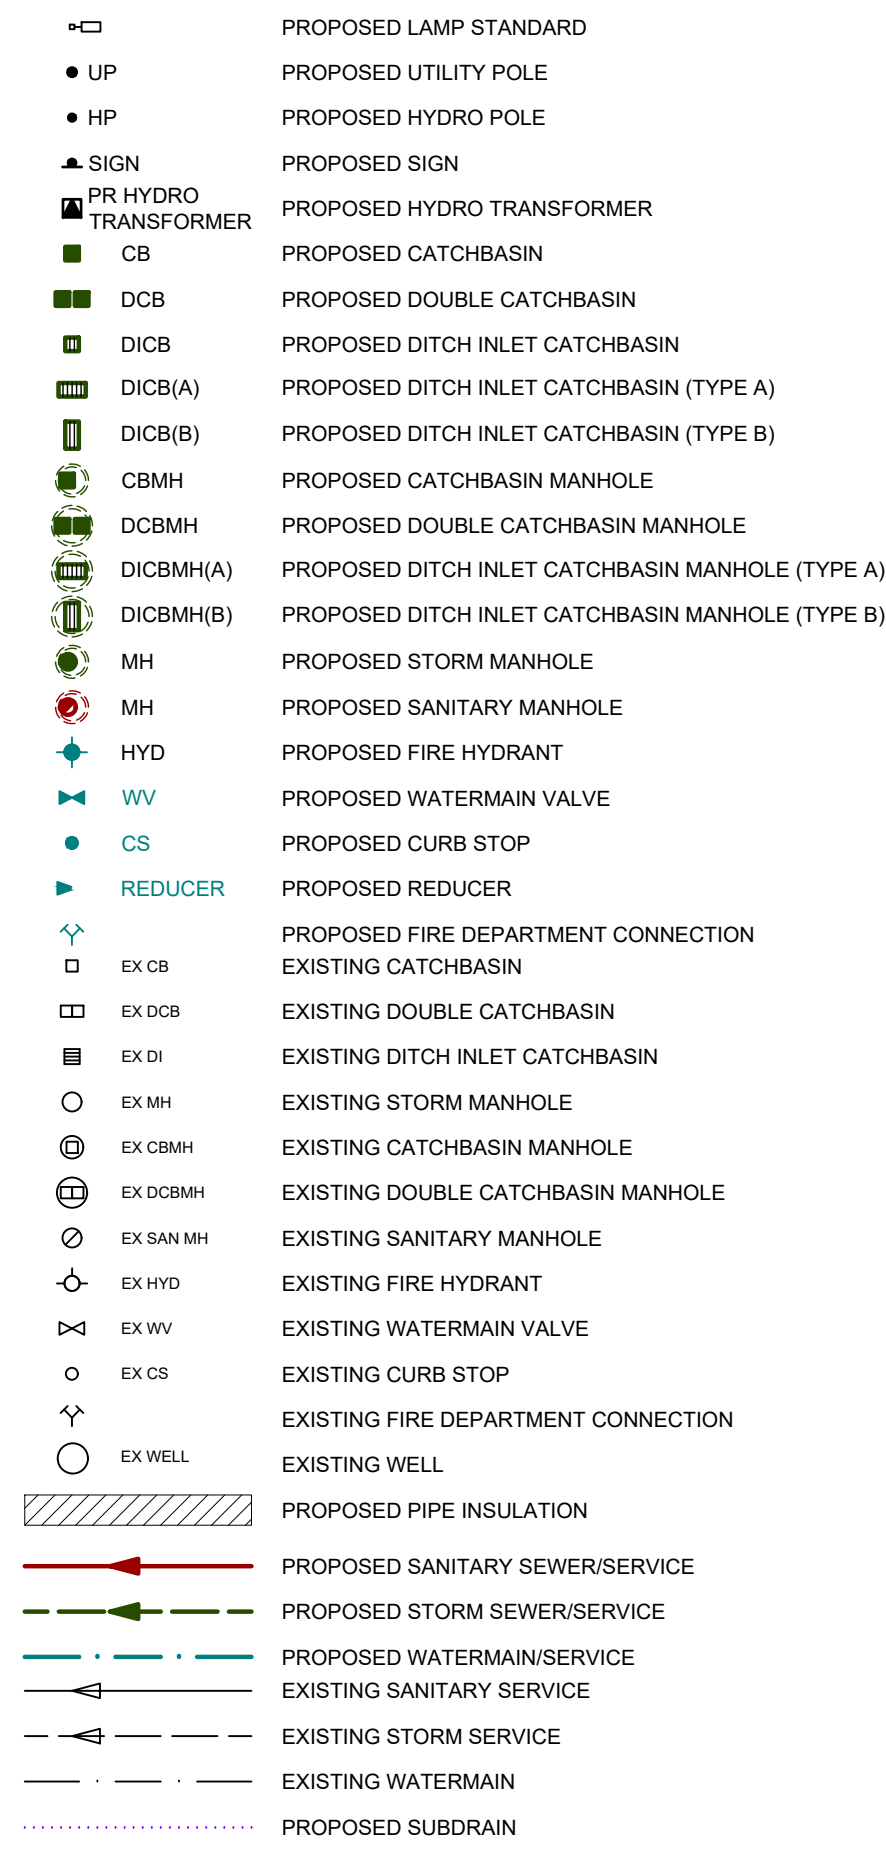 PROPOSED LAMP STANDARD
UP PROPOSED UTILITY POLE
HP PROPOSED HYDRO POLE
SIGN PROPOSED SIGN
PR HYDRO
TRANSFORMER PROPOSED HYDRO TRANSFORMER
CB PROPOSED CATCHBASIN
DCB PROPOSED DOUBLE CATCHBASIN
DICB PROPOSED DITCH INLET CATCHBASIN
DICB(A) PROPOSED DITCH INLET CATCHBASIN (TYPE A)
DICB(B) PROPOSED DITCH INLET CATCHBASIN (TYPE B)
CBMH PROPOSED CATCHBASIN MANHOLE
DCBMH PROPOSED DOUBLE CATCHBASIN MANHOLE
DICBMH(A) PROPOSED DITCH INLET CATCHBASIN MANHOLE (TYPE A)
DICBMH(B) PROPOSED DITCH INLET CATCHBASIN MANHOLE (TYPE B)
MH PROPOSED STORM MANHOLE
MH PROPOSED SANITARY MANHOLE
HYD PROPOSED FIRE HYDRANT
WV PROPOSED WATERMAIN VALVE
CS PROPOSED CURB STOP
REDUCER PROPOSED REDUCER
PROPOSED FIRE DEPARTMENT CONNECTION
EX CB EXISTING CATCHBASIN
EX DCB EXISTING DOUBLE CATCHBASIN
EX DI EXISTING DITCH INLET CATCHBASIN
EX MH EXISTING STORM MANHOLE
EX CBMH EXISTING CATCHBASIN MANHOLE
EX DCBMH EXISTING DOUBLE CATCHBASIN MANHOLE
EX SAN MH EXISTING SANITARY MANHOLE
EX HYD EXISTING FIRE HYDRANT
EX WV EXISTING WATERMAIN VALVE
EX CS EXISTING CURB STOP
EXISTING FIRE DEPARTMENT CONNECTION
EX WELL EXISTING WELL
PROPOSED PIPE INSULATION
PROPOSED SANITARY SEWER/SERVICE
PROPOSED STORM SEWER/SERVICE
PROPOSED WATERMAIN/SERVICE
EXISTING SANITARY SERVICE
EXISTING STORM SERVICE
EXISTING WATERMAIN
PROPOSED SUBDRAIN